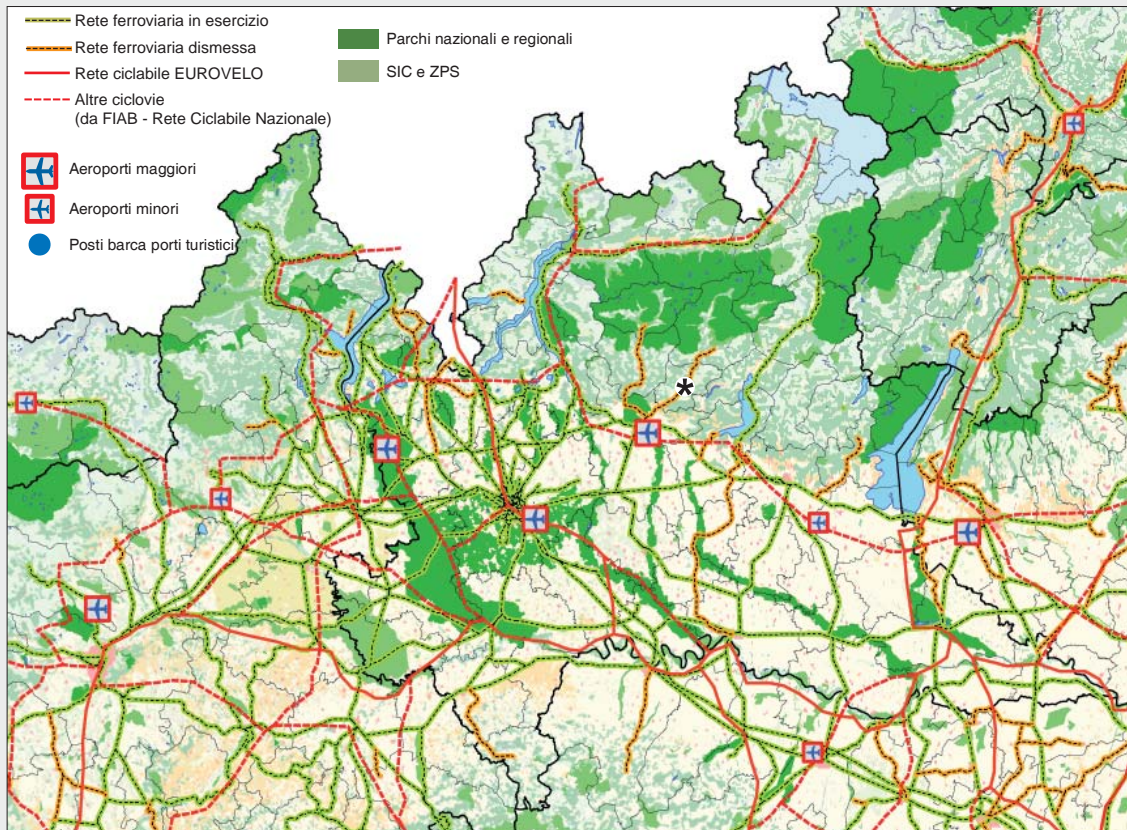 Rete ferroviaria in esercizio
Rete ferroviaria dismessa
Rete ciclabile EUROVELO
Altre ciclovie
(da FIAB - Rete Ciclabile Nazionale)
Aeroporti maggiori
Aeroporti minori
Posti barca porti turistici
Parchi nazionali e regionali
SIC e ZPS
*